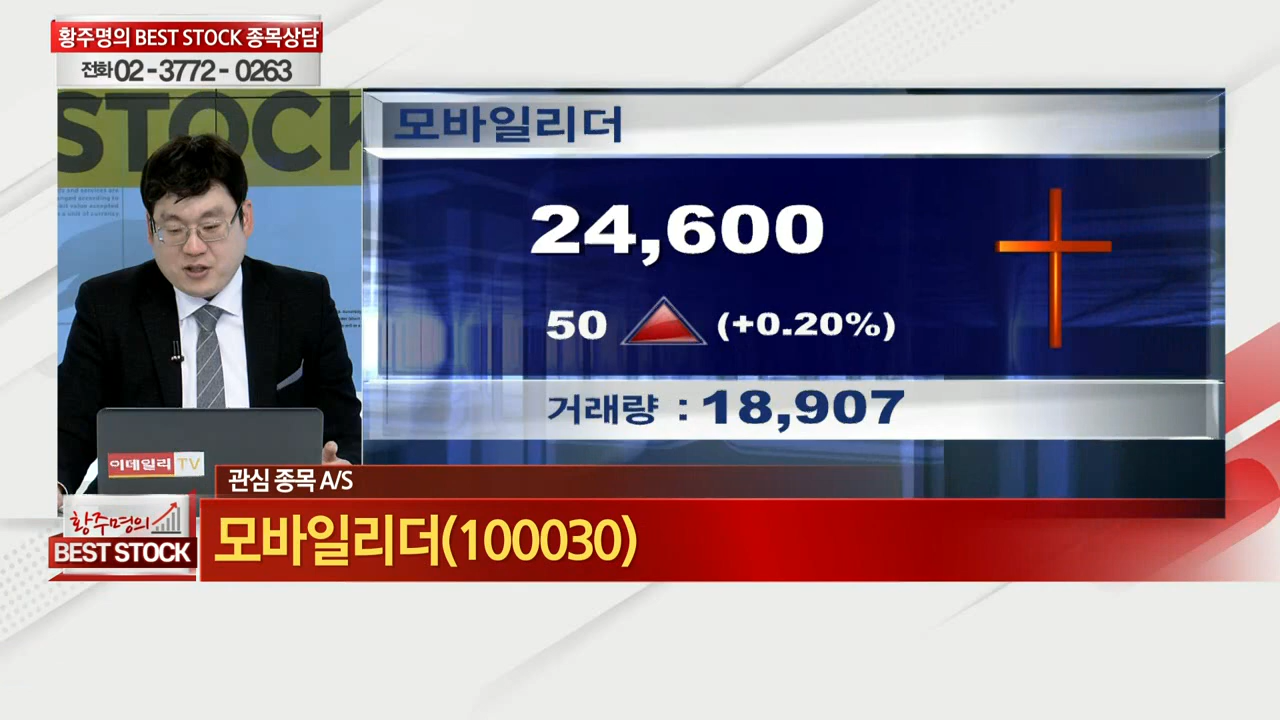 황주명의 BEST STOCK 종목상담
전화 02-3772-0263
STOCK
모바일리더
24,600
50 ▲ (+0.20%)
거래량 : 18,907
이데일리 TV
관심 종목 A/S
황주명의
BEST STOCK
모바일리더(100030)